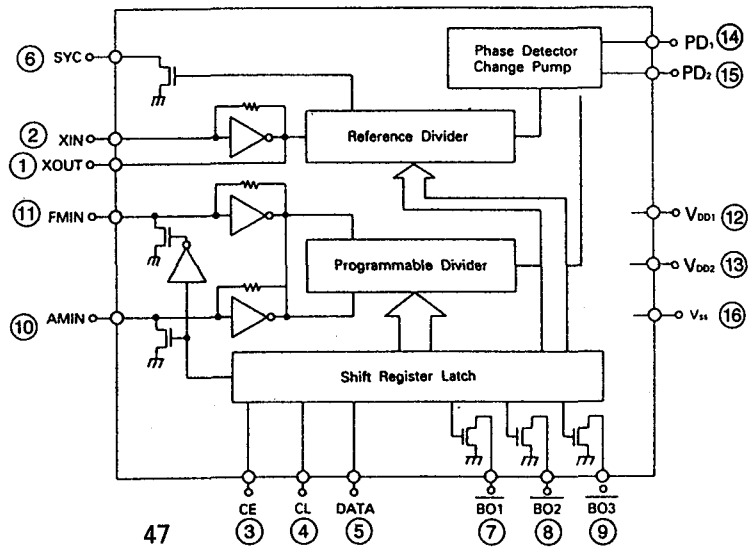 ⑥ SYC
② XIN
① XOUT
⑪ FMIN
⑩ AMIN
Phase Detector
Change Pump
Reference Divider
Programmable Divider
Shift Register Latch
PD₁ ⑭
PD₂ ⑮
VDD1 ⑫
VDD2 ⑬
Vss ⑯
CE
③
CL
④
DATA
⑤
BO1
⑦
BO2
⑧
BO3
⑨
47